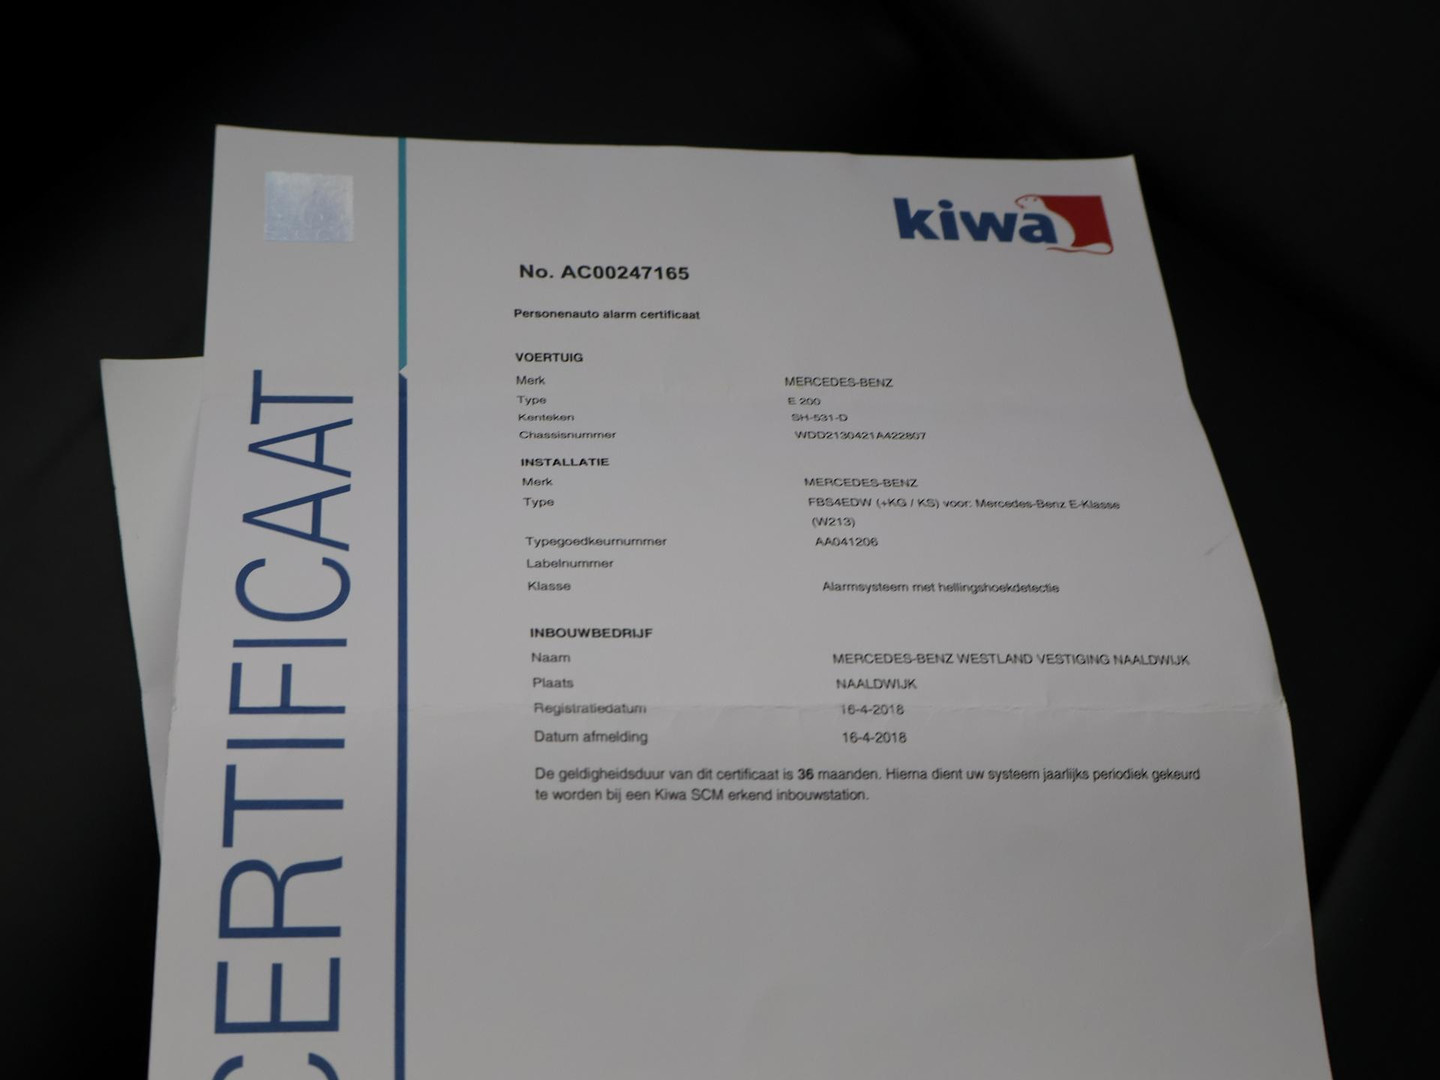 kiwa
No. AC00247165
Personenauto alarm certificaat
VOERTUIG
Merk MERCEDES-BENZ
Type E 200
Kenteken SH-531-D
Chassisnummer WDD2130421A422807
INSTALLATIE
Merk MERCEDES-BENZ
Type FBS4EDW (+KG / KS) voor: Mercedes-Benz E-Klasse
(W213)
Typegoedkeurnummer AA041206
Labelnummer
Klasse Alarmsysteem met hellingshoekdetectie
INBOUWBEDRIJF
Naam MERCEDES-BENZ WESTLAND VESTIGING NAALDWIJK
Plaats NAALDWIJK
Registratiedatum 16-4-2018
Datum afmelding 16-4-2018
De geldigheidsduur van dit certificaat is 36 maanden. Hierna dient uw systeem jaarlijks periodiek gekeurd
te worden bij een Kiwa SCM erkend inbouwstation.
CERTIFICAAT